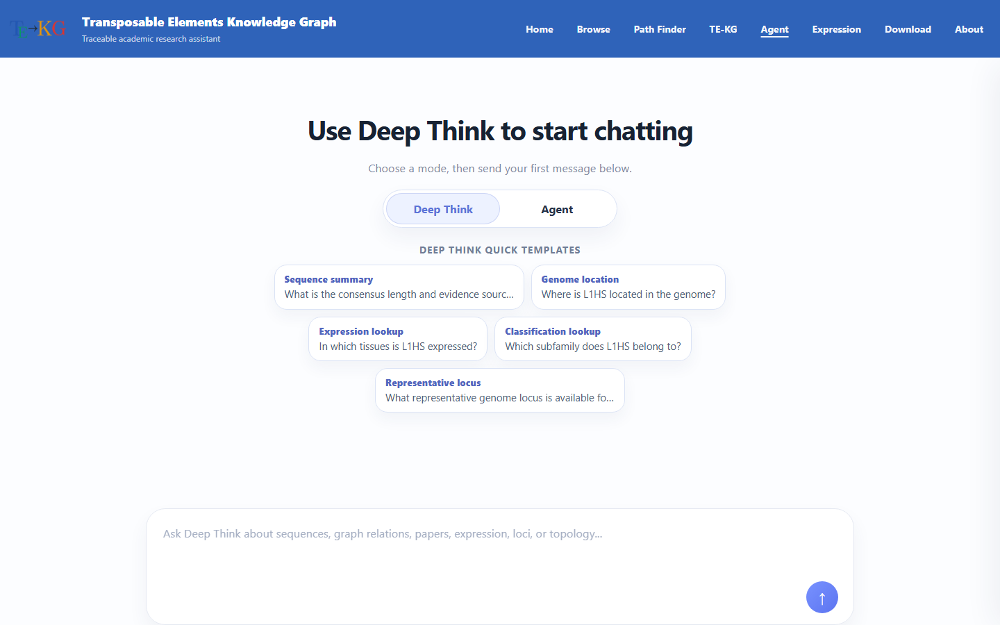 TE→KG
Transposable Elements Knowledge Graph
Traceable academic research assistant
Home
Browse
Path Finder
TE-KG
Agent
Expression
Download
About
Use Deep Think to start chatting
Choose a mode, then send your first message below.
Deep Think
Agent
DEEP THINK QUICK TEMPLATES
Sequence summary
What is the consensus length and evidence sourc...
Genome location
Where is L1HS located in the genome?
Expression lookup
In which tissues is L1HS expressed?
Classification lookup
Which subfamily does L1HS belong to?
Representative locus
What representative genome locus is available fo...
Ask Deep Think about sequences, graph relations, papers, expression, loci, or topology...
↑